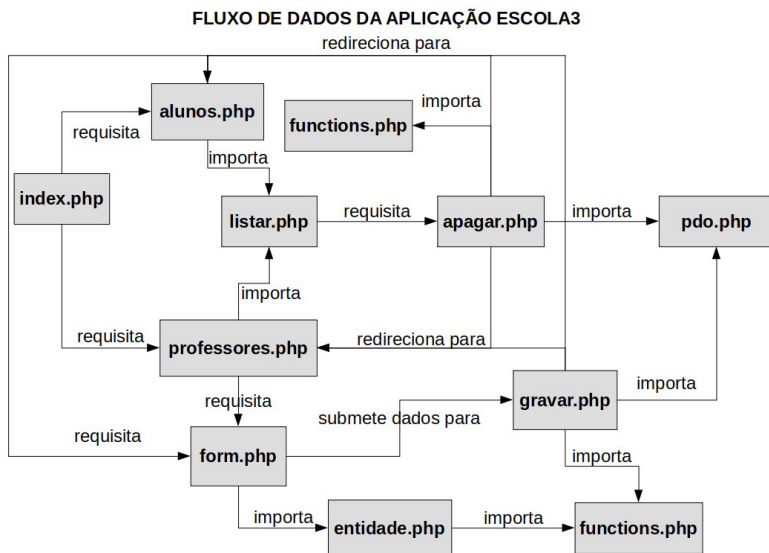 FLUXO DE DADOS DA APLICAÇÃO ESCOLA3
redireciona para
alunos.php
importa
functions.php
requisita
importa
index.php
listar.php
requisita
apagar.php
importa
pdo.php
importa
requisita
professores.php
redireciona para
requisita
submete dados para
gravar.php
importa
requisita
form.php
importa
importa
entidade.php
importa
functions.php